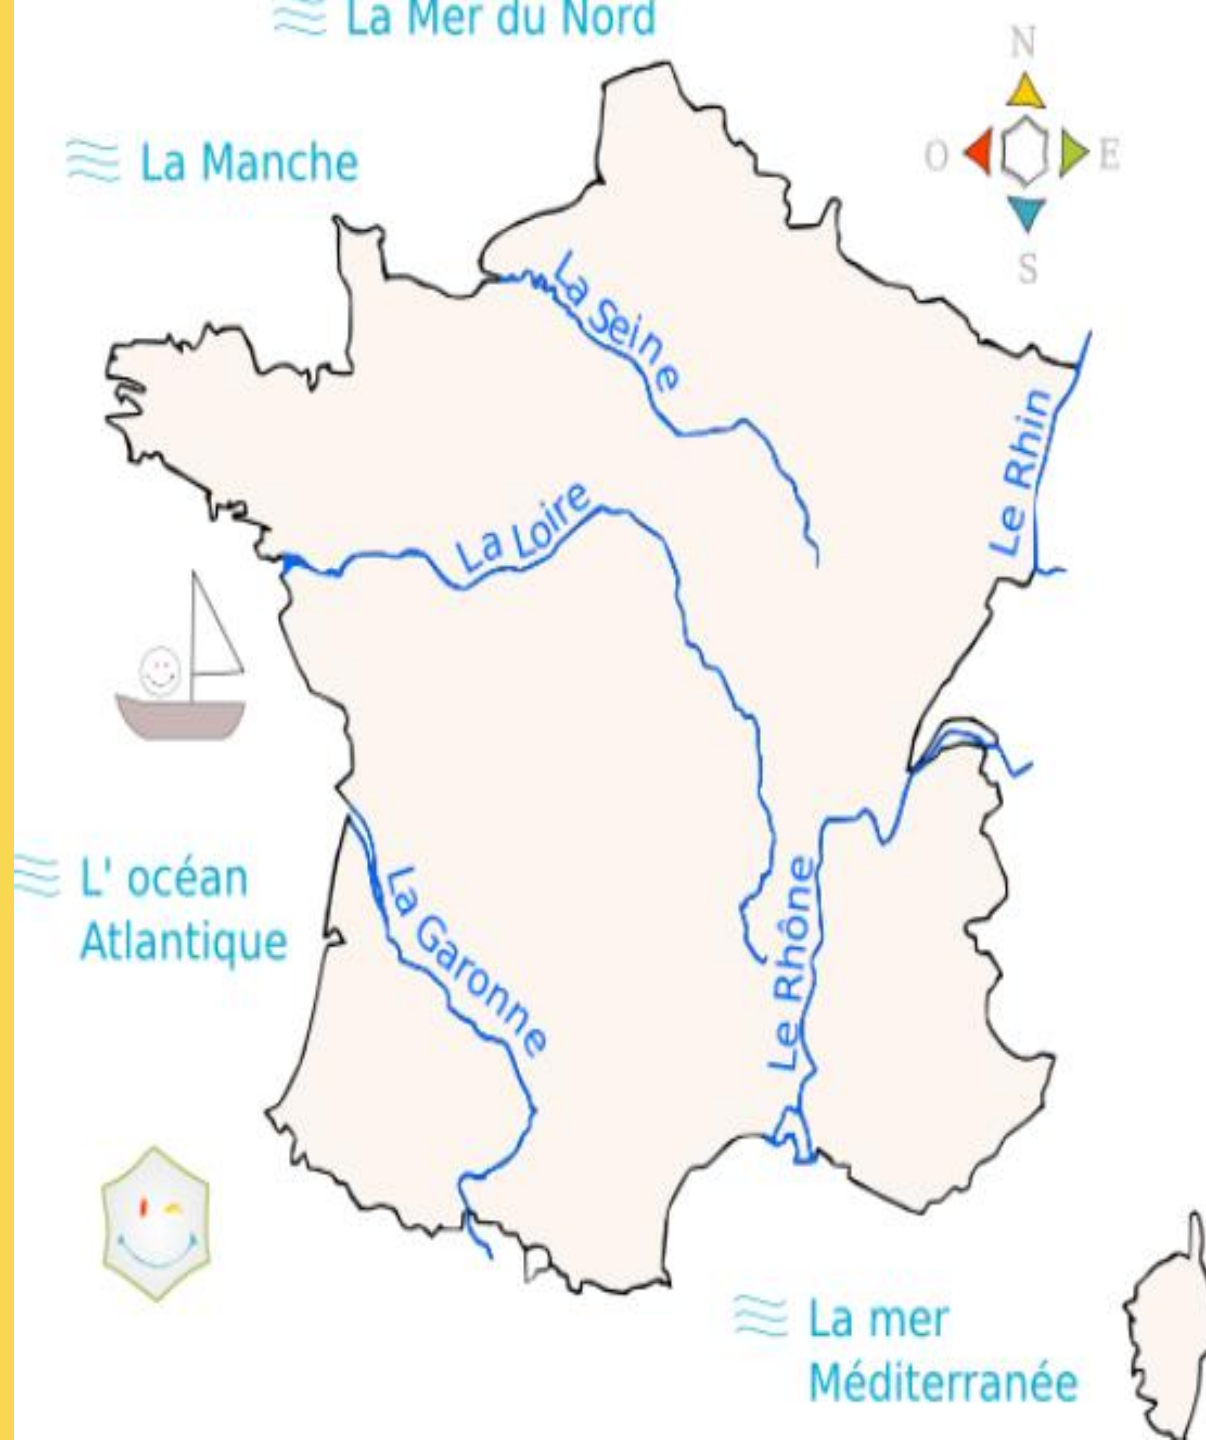 La Mer du Nord
N
La Manche
O
E
S
La Seine
Le Rhin
La Loire
L' océan
Atlantique
La Garonne
Le Rhône
La mer
Méditerranée